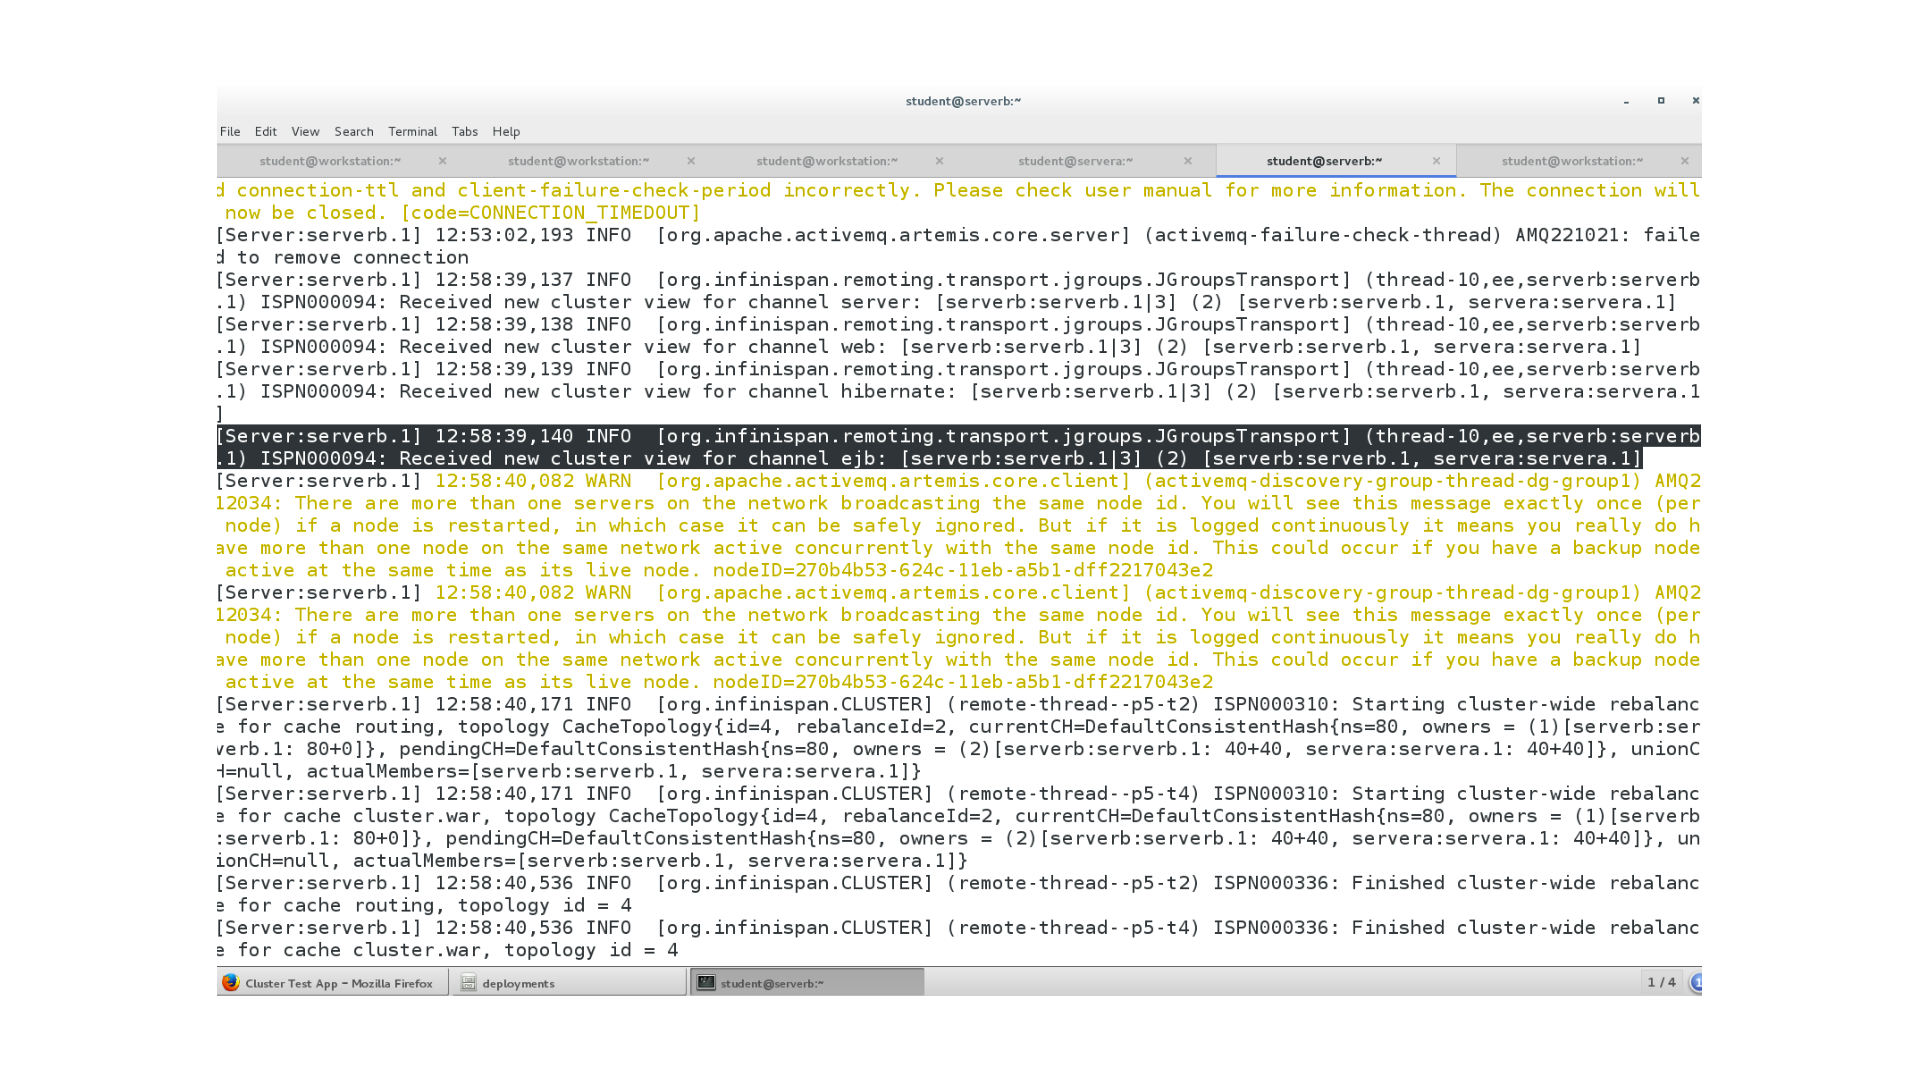 student@serverb:~
File Edit View Search Terminal Tabs Help
student@workstation:~ × student@workstation:~ × student@workstation:~ × student@servera:~ × student@serverb:~ × student@workstation:~ ×
d connection-ttl and client-failure-check-period incorrectly. Please check user manual for more information. The connection will
now be closed. [code=CONNECTION_TIMEDOUT]
[Server:serverb.1] 12:53:02,193 INFO  [org.apache.activemq.artemis.core.server] (activemq-failure-check-thread) AMQ221021: faile
d to remove connection
[Server:serverb.1] 12:58:39,137 INFO  [org.infinispan.remoting.transport.jgroups.JGroupsTransport] (thread-10,ee,serverb:serverb
.1) ISPN000094: Received new cluster view for channel server: [serverb:serverb.1|3] (2) [serverb:serverb.1, servera:servera.1]
[Server:serverb.1] 12:58:39,138 INFO  [org.infinispan.remoting.transport.jgroups.JGroupsTransport] (thread-10,ee,serverb:serverb
.1) ISPN000094: Received new cluster view for channel web: [serverb:serverb.1|3] (2) [serverb:serverb.1, servera:servera.1]
[Server:serverb.1] 12:58:39,139 INFO  [org.infinispan.remoting.transport.jgroups.JGroupsTransport] (thread-10,ee,serverb:serverb
.1) ISPN000094: Received new cluster view for channel hibernate: [serverb:serverb.1|3] (2) [serverb:serverb.1, servera:servera.1
]
[Server:serverb.1] 12:58:39,140 INFO  [org.infinispan.remoting.transport.jgroups.JGroupsTransport] (thread-10,ee,serverb:serverb
.1) ISPN000094: Received new cluster view for channel ejb: [serverb:serverb.1|3] (2) [serverb:serverb.1, servera:servera.1]
[Server:serverb.1] 12:58:40,082 WARN  [org.apache.activemq.artemis.core.client] (activemq-discovery-group-thread-dg-group1) AMQ2
12034: There are more than one servers on the network broadcasting the same node id. You will see this message exactly once (per
node) if a node is restarted, in which case it can be safely ignored. But if it is logged continuously it means you really do h
ave more than one node on the same network active concurrently with the same node id. This could occur if you have a backup node
active at the same time as its live node. nodeID=270b4b53-624c-11eb-a5b1-dff2217043e2
[Server:serverb.1] 12:58:40,082 WARN  [org.apache.activemq.artemis.core.client] (activemq-discovery-group-thread-dg-group1) AMQ2
12034: There are more than one servers on the network broadcasting the same node id. You will see this message exactly once (per
node) if a node is restarted, in which case it can be safely ignored. But if it is logged continuously it means you really do h
ave more than one node on the same network active concurrently with the same node id. This could occur if you have a backup node
active at the same time as its live node. nodeID=270b4b53-624c-11eb-a5b1-dff2217043e2
[Server:serverb.1] 12:58:40,171 INFO  [org.infinispan.CLUSTER] (remote-thread--p5-t2) ISPN000310: Starting cluster-wide rebalanc
e for cache routing, topology CacheTopology{id=4, rebalanceId=2, currentCH=DefaultConsistentHash{ns=80, owners = (1)[serverb:ser
verb.1: 80+0]}, pendingCH=DefaultConsistentHash{ns=80, owners = (2)[serverb:serverb.1: 40+40, servera:servera.1: 40+40]}, unionC
H=null, actualMembers=[serverb:serverb.1, servera:servera.1]}
[Server:serverb.1] 12:58:40,171 INFO  [org.infinispan.CLUSTER] (remote-thread--p5-t4) ISPN000310: Starting cluster-wide rebalanc
e for cache cluster.war, topology CacheTopology{id=4, rebalanceId=2, currentCH=DefaultConsistentHash{ns=80, owners = (1)[serverb
:serverb.1: 80+0]}, pendingCH=DefaultConsistentHash{ns=80, owners = (2)[serverb:serverb.1: 40+40, servera:servera.1: 40+40]}, un
ionCH=null, actualMembers=[serverb:serverb.1, servera:servera.1]}
[Server:serverb.1] 12:58:40,536 INFO  [org.infinispan.CLUSTER] (remote-thread--p5-t2) ISPN000336: Finished cluster-wide rebalanc
e for cache routing, topology id = 4
[Server:serverb.1] 12:58:40,536 INFO  [org.infinispan.CLUSTER] (remote-thread--p5-t4) ISPN000336: Finished cluster-wide rebalanc
e for cache cluster.war, topology id = 4
Cluster Test App - Mozilla Firefox deployments student@serverb:~ 1 / 4 1